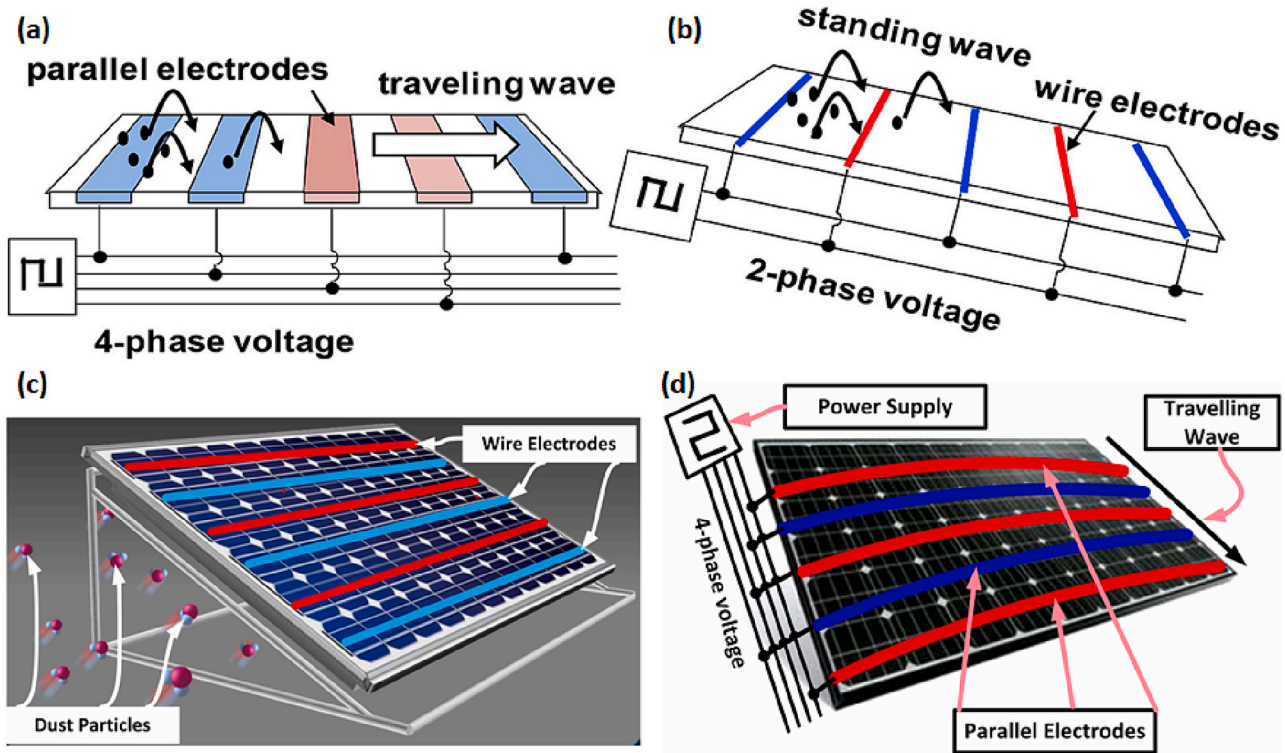 (a)
parallel electrodes
traveling wave
4-phase voltage
(b)
standing wave
wire electrodes
2-phase voltage
(c)
Wire Electrodes
Dust Particles
(d)
Power Supply
Travelling
Wave
4-phase voltage
Parallel Electrodes